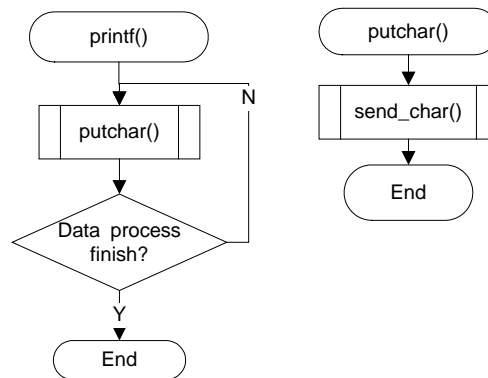 printf()
N
putchar()
Data process
finish?
Y
End
putchar()
send_char()
End